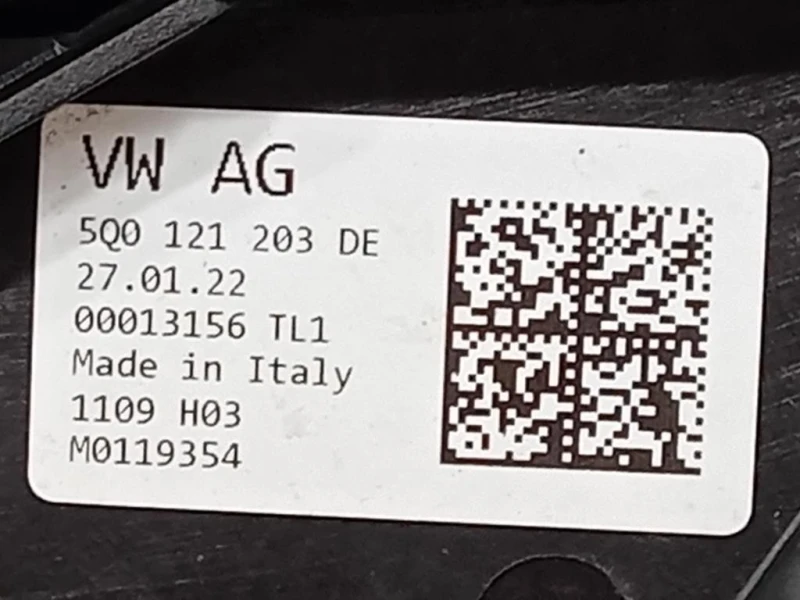 VW AG
5Q0 121 203 DE
27.01.22
00013156 TL1
Made in Italy
1109 H03
M0119354